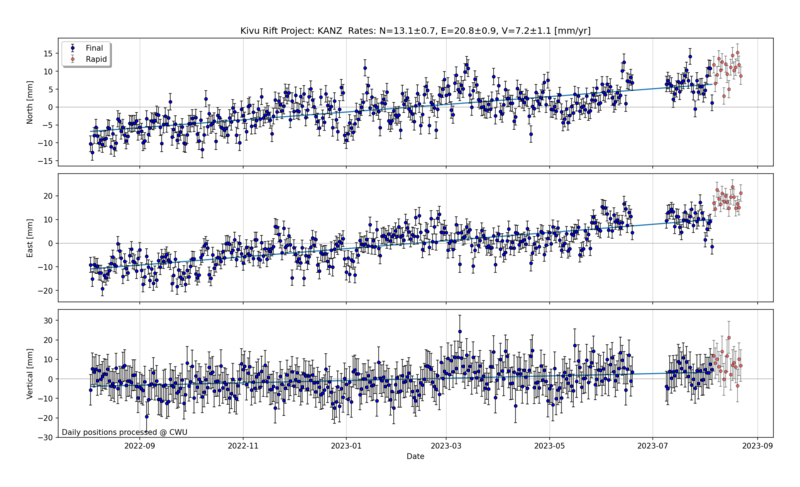 Kivu Rift Project: KANZ Rates: N=13.1±0.7, E=20.8±0.9, V=7.2±1.1 [mm/yr]
Final
Rapid
15
10
5
0
−5
−10
−15
North [mm]
20
10
0
−10
−20
East [mm]
30
20
10
0
−10
−20
−30
Vertical [mm]
Daily positions processed @ CWU
2022-09 2022-11 2023-01 2023-03 2023-05 2023-07 2023-09
Date